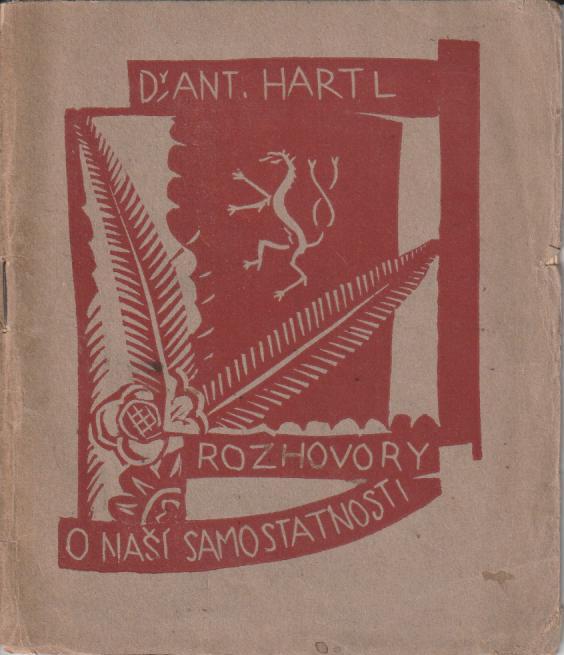 Dr ANT. HARTL
ROZHOVORY
O NAŠÍ SAMOSTATNOSTI